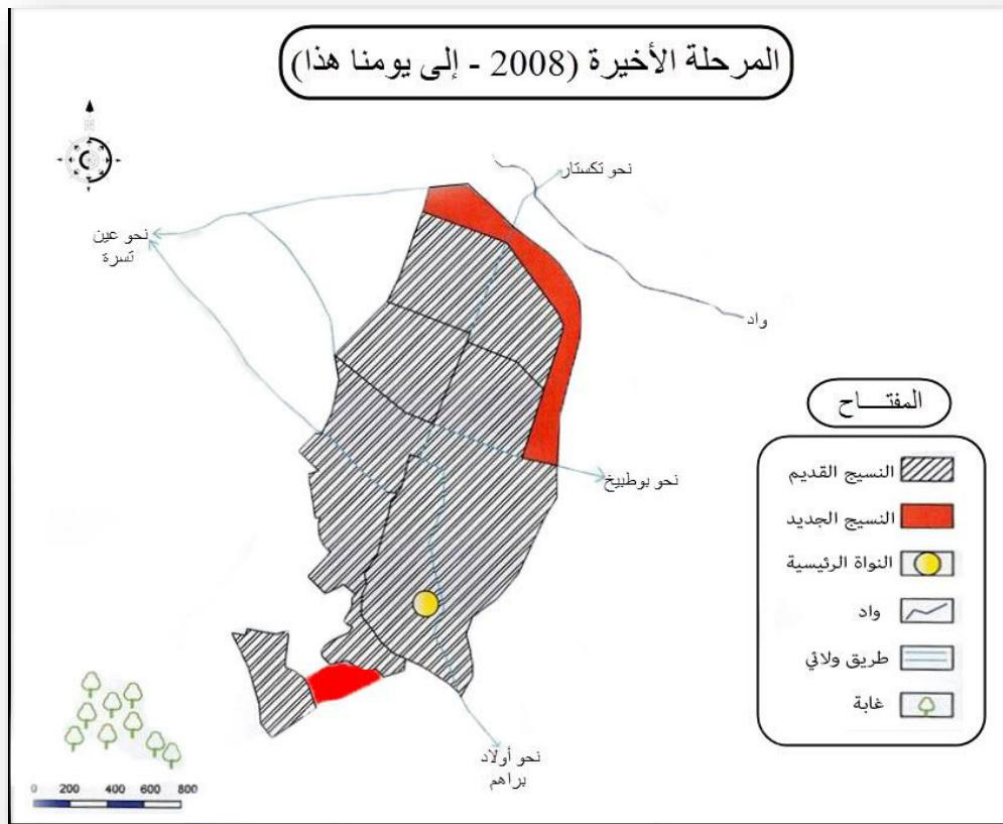 المرحلة الأخيرة (2008 - إلى يومنا هذا)
نحو تكستار
نحو عين
تسرة
واد
نحو بوطبيخ
نحو أولاد
براهم
المفتـــاح
النسيج القديم
النسيج الجديد
النواة الرئيسية
واد
طريق ولائي
غابة
0 200 400 600 800